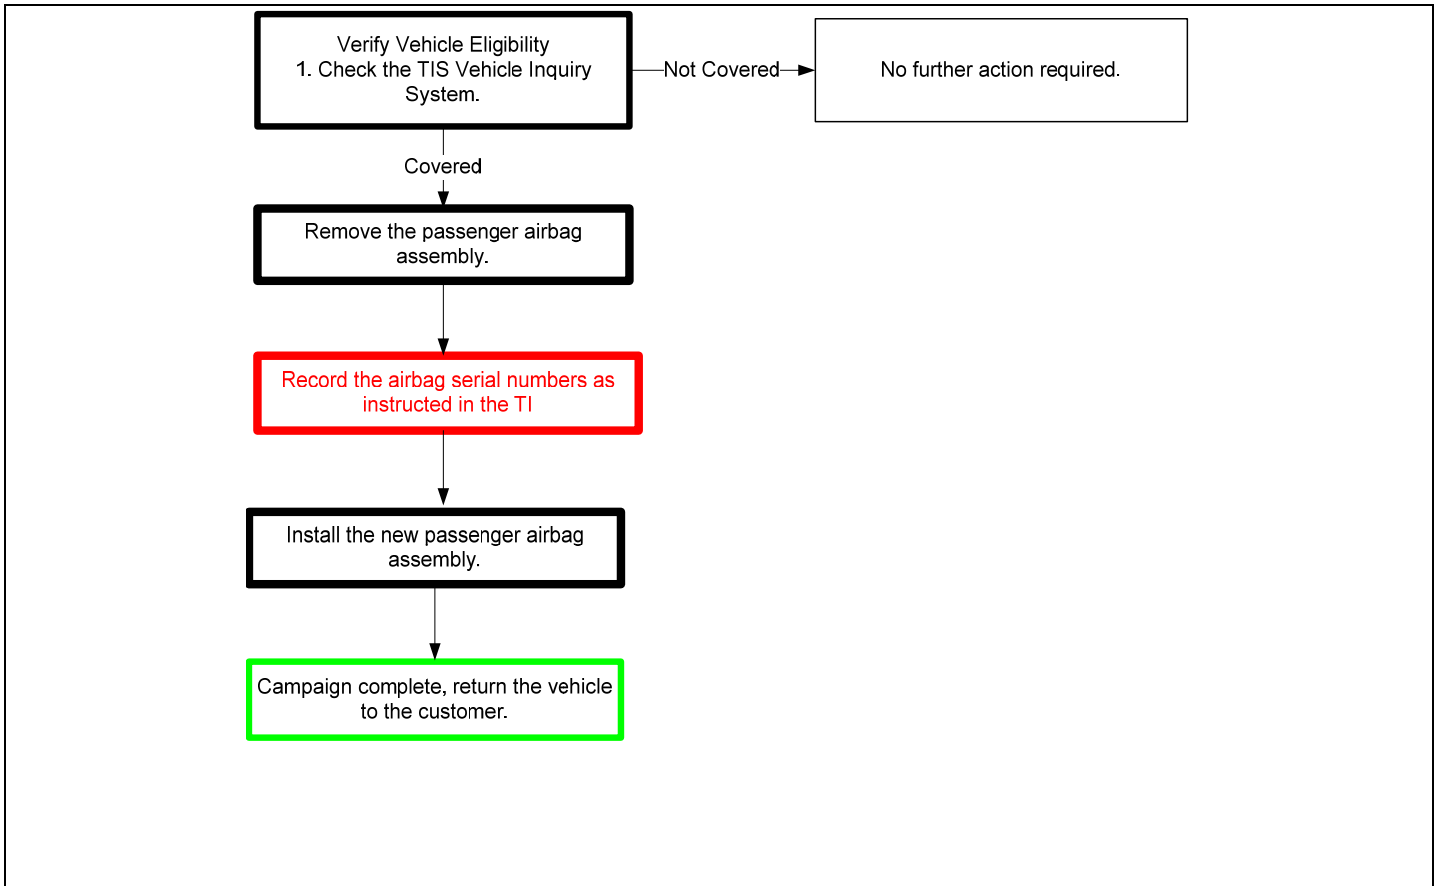 Verify Vehicle Eligibility
1. Check the TIS Vehicle Inquiry
System.
Not Covered
No further action required.
Covered
Remove the passenger airbag
assembly.
Record the airbag serial numbers as
instructed in the TI
Install the new passenger airbag
assembly.
Campaign complete, return the vehicle
to the customer.